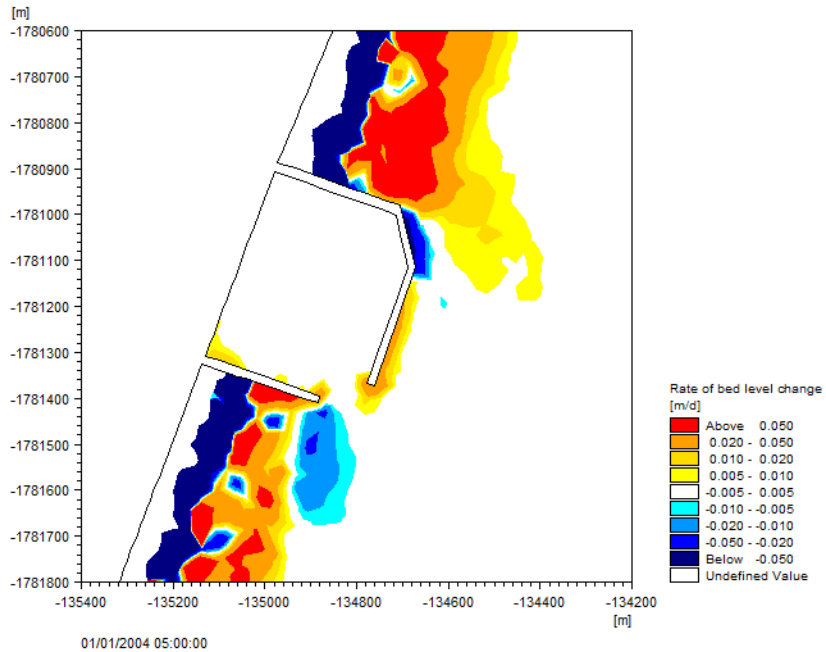 [m]
-1780600
-1780700
-1780800
-1780900
-1781000
-1781100
-1781200
-1781300
-1781400
-1781500
-1781600
-1781700
-1781800
-135400 -135200 -135000 -134800 -134600 -134400 -134200
[m]
01/01/2004 05:00:00
Rate of bed level change
[m/d]
Above 0.050
0.020 - 0.050
0.010 - 0.020
0.005 - 0.010
-0.005 - 0.005
-0.010 - -0.005
-0.020 - -0.010
-0.050 - -0.020
Below -0.050
Undefined Value